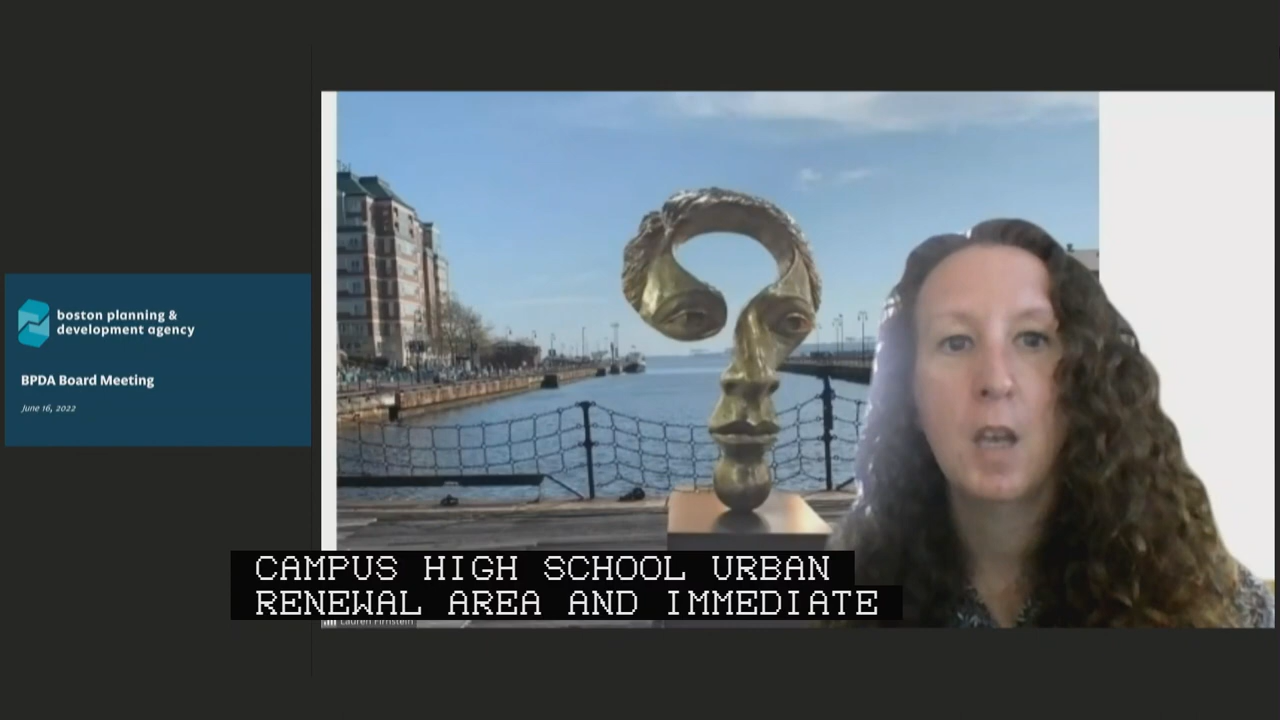 boston planning &
development agency
BPDA Board Meeting
June 16, 2022
CAMPUS HIGH SCHOOL URBAN
RENEWAL AREA AND IMMEDIATE
Lauren